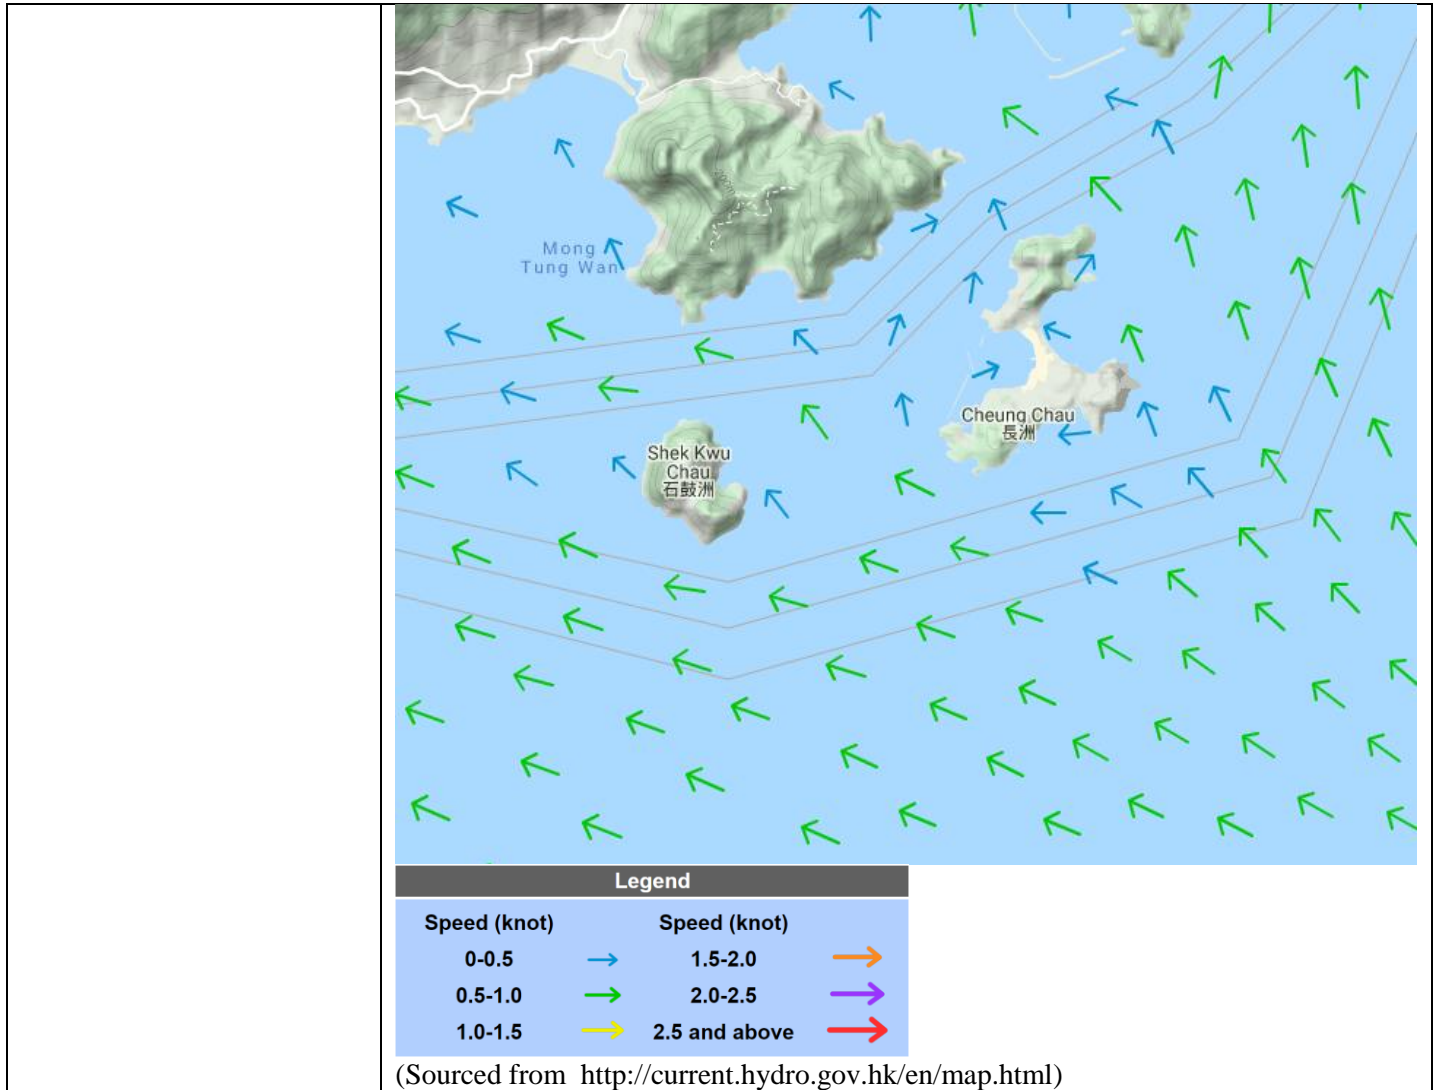 Mong
Tung Wan
Cheung Chau
長洲
Shek Kwu
Chau
石鼓洲
Legend
Speed (knot) Speed (knot)
0-0.5 1.5-2.0
0.5-1.0 2.0-2.5
1.0-1.5 2.5 and above
(Sourced from http://current.hydro.gov.hk/en/map.html)